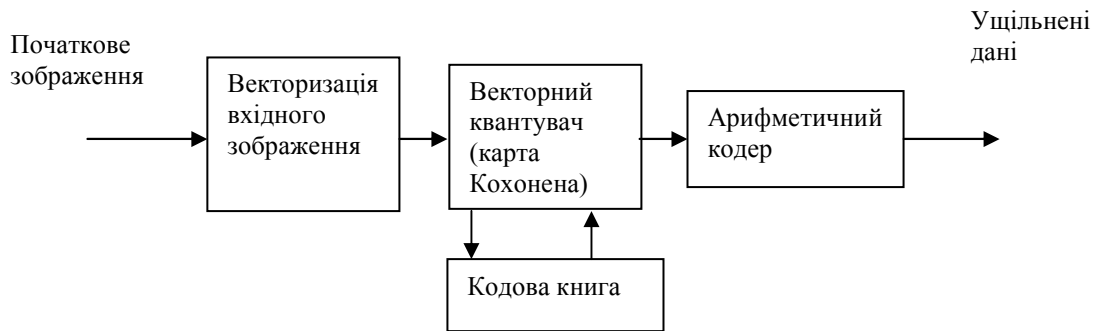 Початкове
зображення
Векторизація
вхідного
зображення
Векторний
квантувач
(карта
Кохонена)
Кодова книга
Арифметичний
кодер
Ущільнені
дані